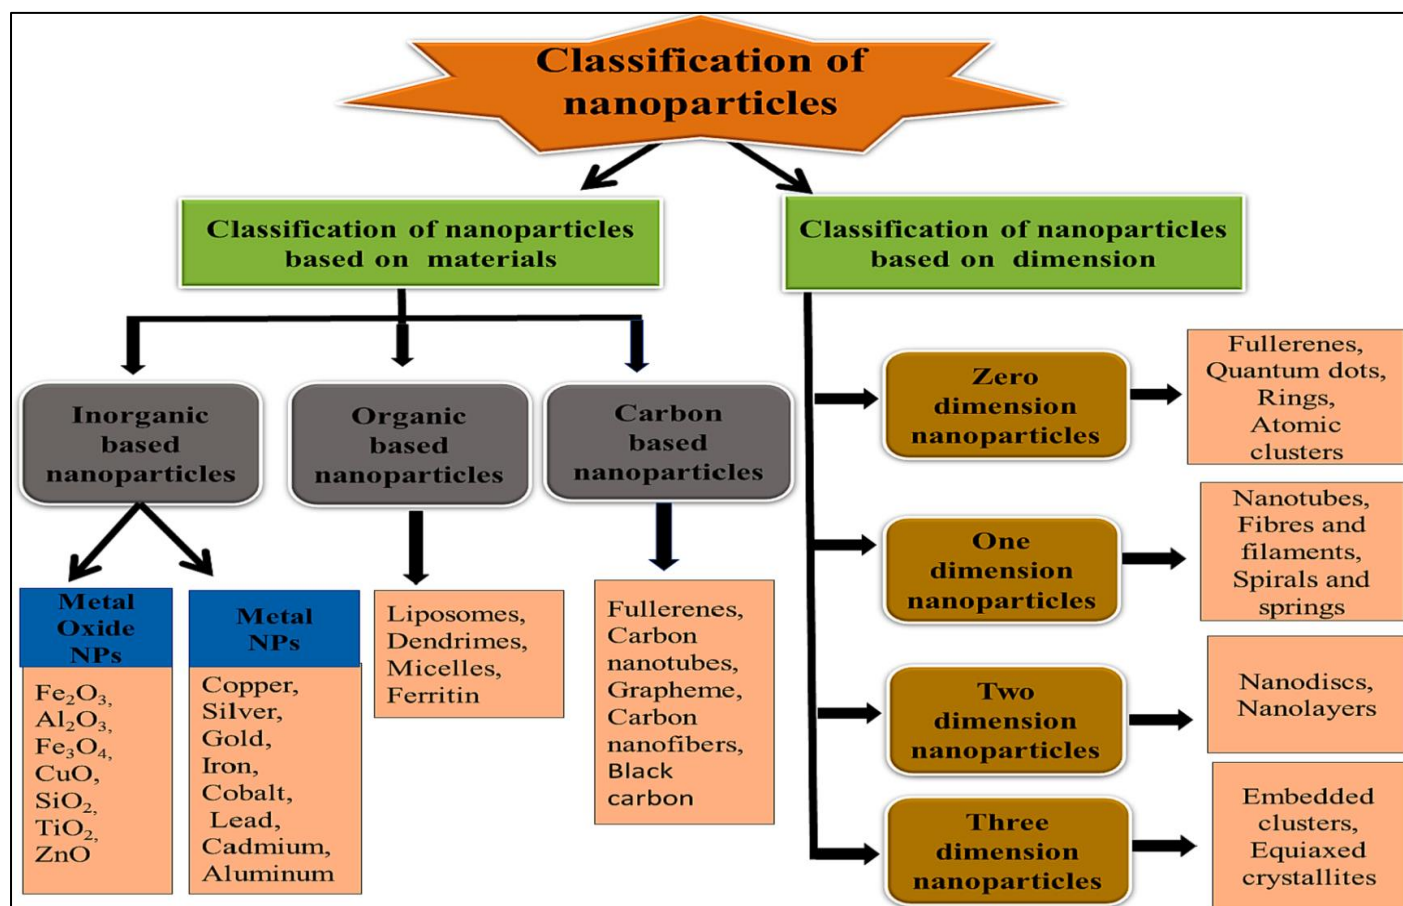 Classification of
nanoparticles
Classification of nanoparticles
based on materials
Classification of nanoparticles
based on dimension
Inorganic
based
nanoparticles
Organic
based
nanoparticles
Carbon
based
nanoparticles
Metal
Oxide
NPs
Fe₂O₃,
Al₂O₃,
Fe₃O₄,
CuO,
SiO₂,
TiO₂,
ZnO
Metal
NPs
Copper,
Silver,
Gold,
Iron,
Cobalt,
Lead,
Cadmium,
Aluminum
Liposomes,
Dendrimes,
Micelles,
Ferritin
Fullerenes,
Carbon
nanotubes,
Grapheme,
Carbon
nanofibers,
Black
carbon
Zero
dimension
nanoparticles
Fullerenes,
Quantum dots,
Rings,
Atomic
clusters
One
dimension
nanoparticles
Nanotubes,
Fibres and
filaments,
Spirals and
springs
Two
dimension
nanoparticles
Nanodiscs,
Nanolayers
Three
dimension
nanoparticles
Embedded
clusters,
Equiaxed
crystallites